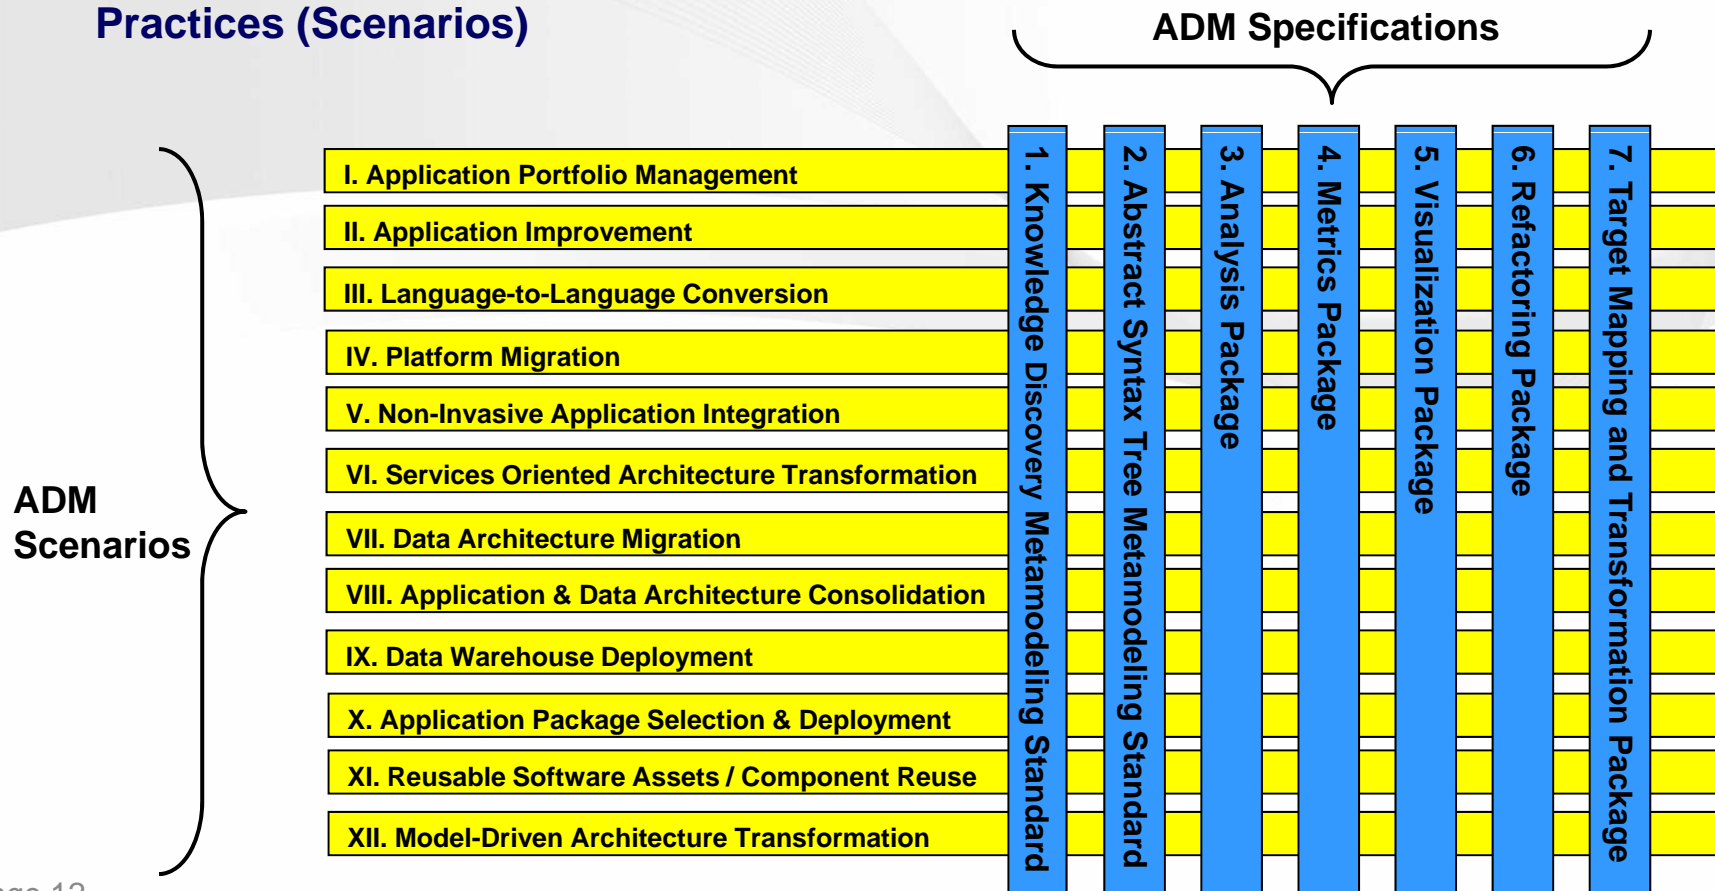 Practices (Scenarios)
ADM Specifications
ADM
Scenarios
I. Application Portfolio Management
II. Application Improvement
III. Language-to-Language Conversion
IV. Platform Migration
V. Non-Invasive Application Integration
VI. Services Oriented Architecture Transformation
VII. Data Architecture Migration
VIII. Application & Data Architecture Consolidation
IX. Data Warehouse Deployment
X. Application Package Selection & Deployment
XI. Reusable Software Assets / Component Reuse
XII. Model-Driven Architecture Transformation
1. Knowledge Discovery Metamodeling Standard
2. Abstract Syntax Tree Metamodeling Standard
3. Analysis Package
4. Metrics Package
5. Visualization Package
6. Refactoring Package
7. Target Mapping and Transformation Package